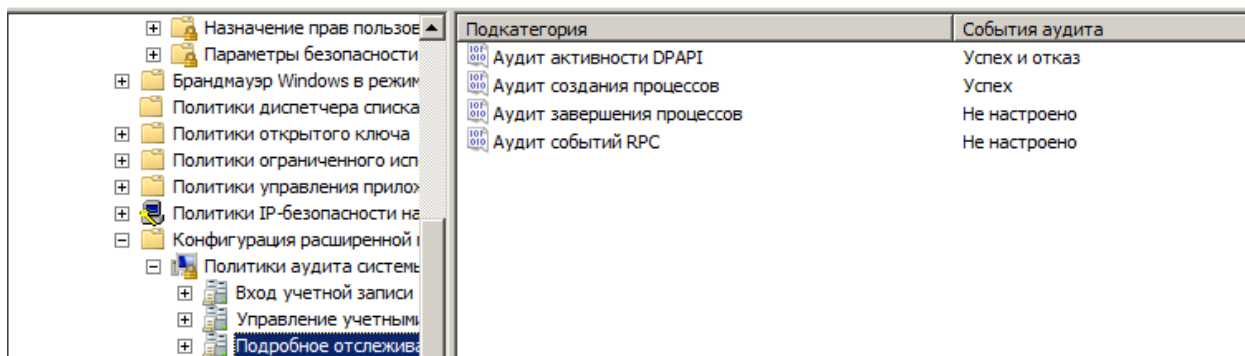 Назначение прав пользов
Параметры безопасности
Брандмауэр Windows в режим
Политики диспетчера списка
Политики открытого ключа
Политики ограниченного исп
Политики управления прилож
Политики IP-безопасности на
Конфигурация расширенной п
Политики аудита системы
Вход учетной записи
Управление учетными
Подробное отслежива
Подкатегория События аудита
Аудит активности DPAPI Успех и отказ
Аудит создания процессов Успех
Аудит завершения процессов Не настроено
Аудит событий RPC Не настроено